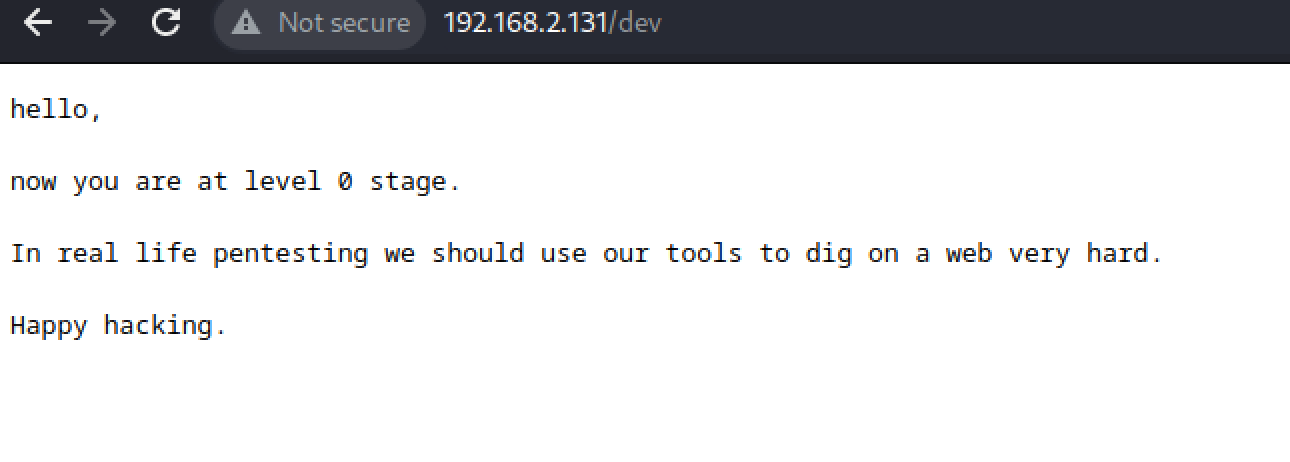 Not secure 192.168.2.131/dev
hello,
now you are at level 0 stage.
In real life pentesting we should use our tools to dig on a web very hard.
Happy hacking.